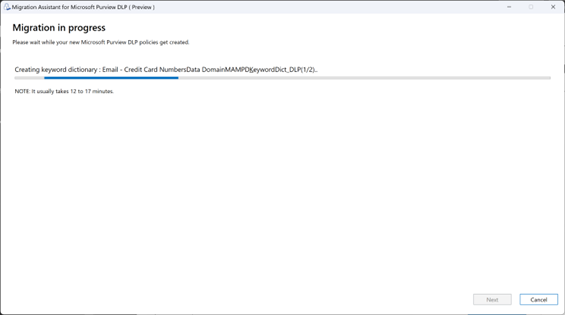 Migration Assistant for Microsoft Purview DLP ( Preview )
Migration in progress
Please wait while your new Microsoft Purview DLP policies get created.
Creating keyword dictionary : Email - Credit Card NumbersData DomainMAMPDKeywordDict_DLP(1/2)..
NOTE: It usually takes 12 to 17 minutes.
Next
Cancel